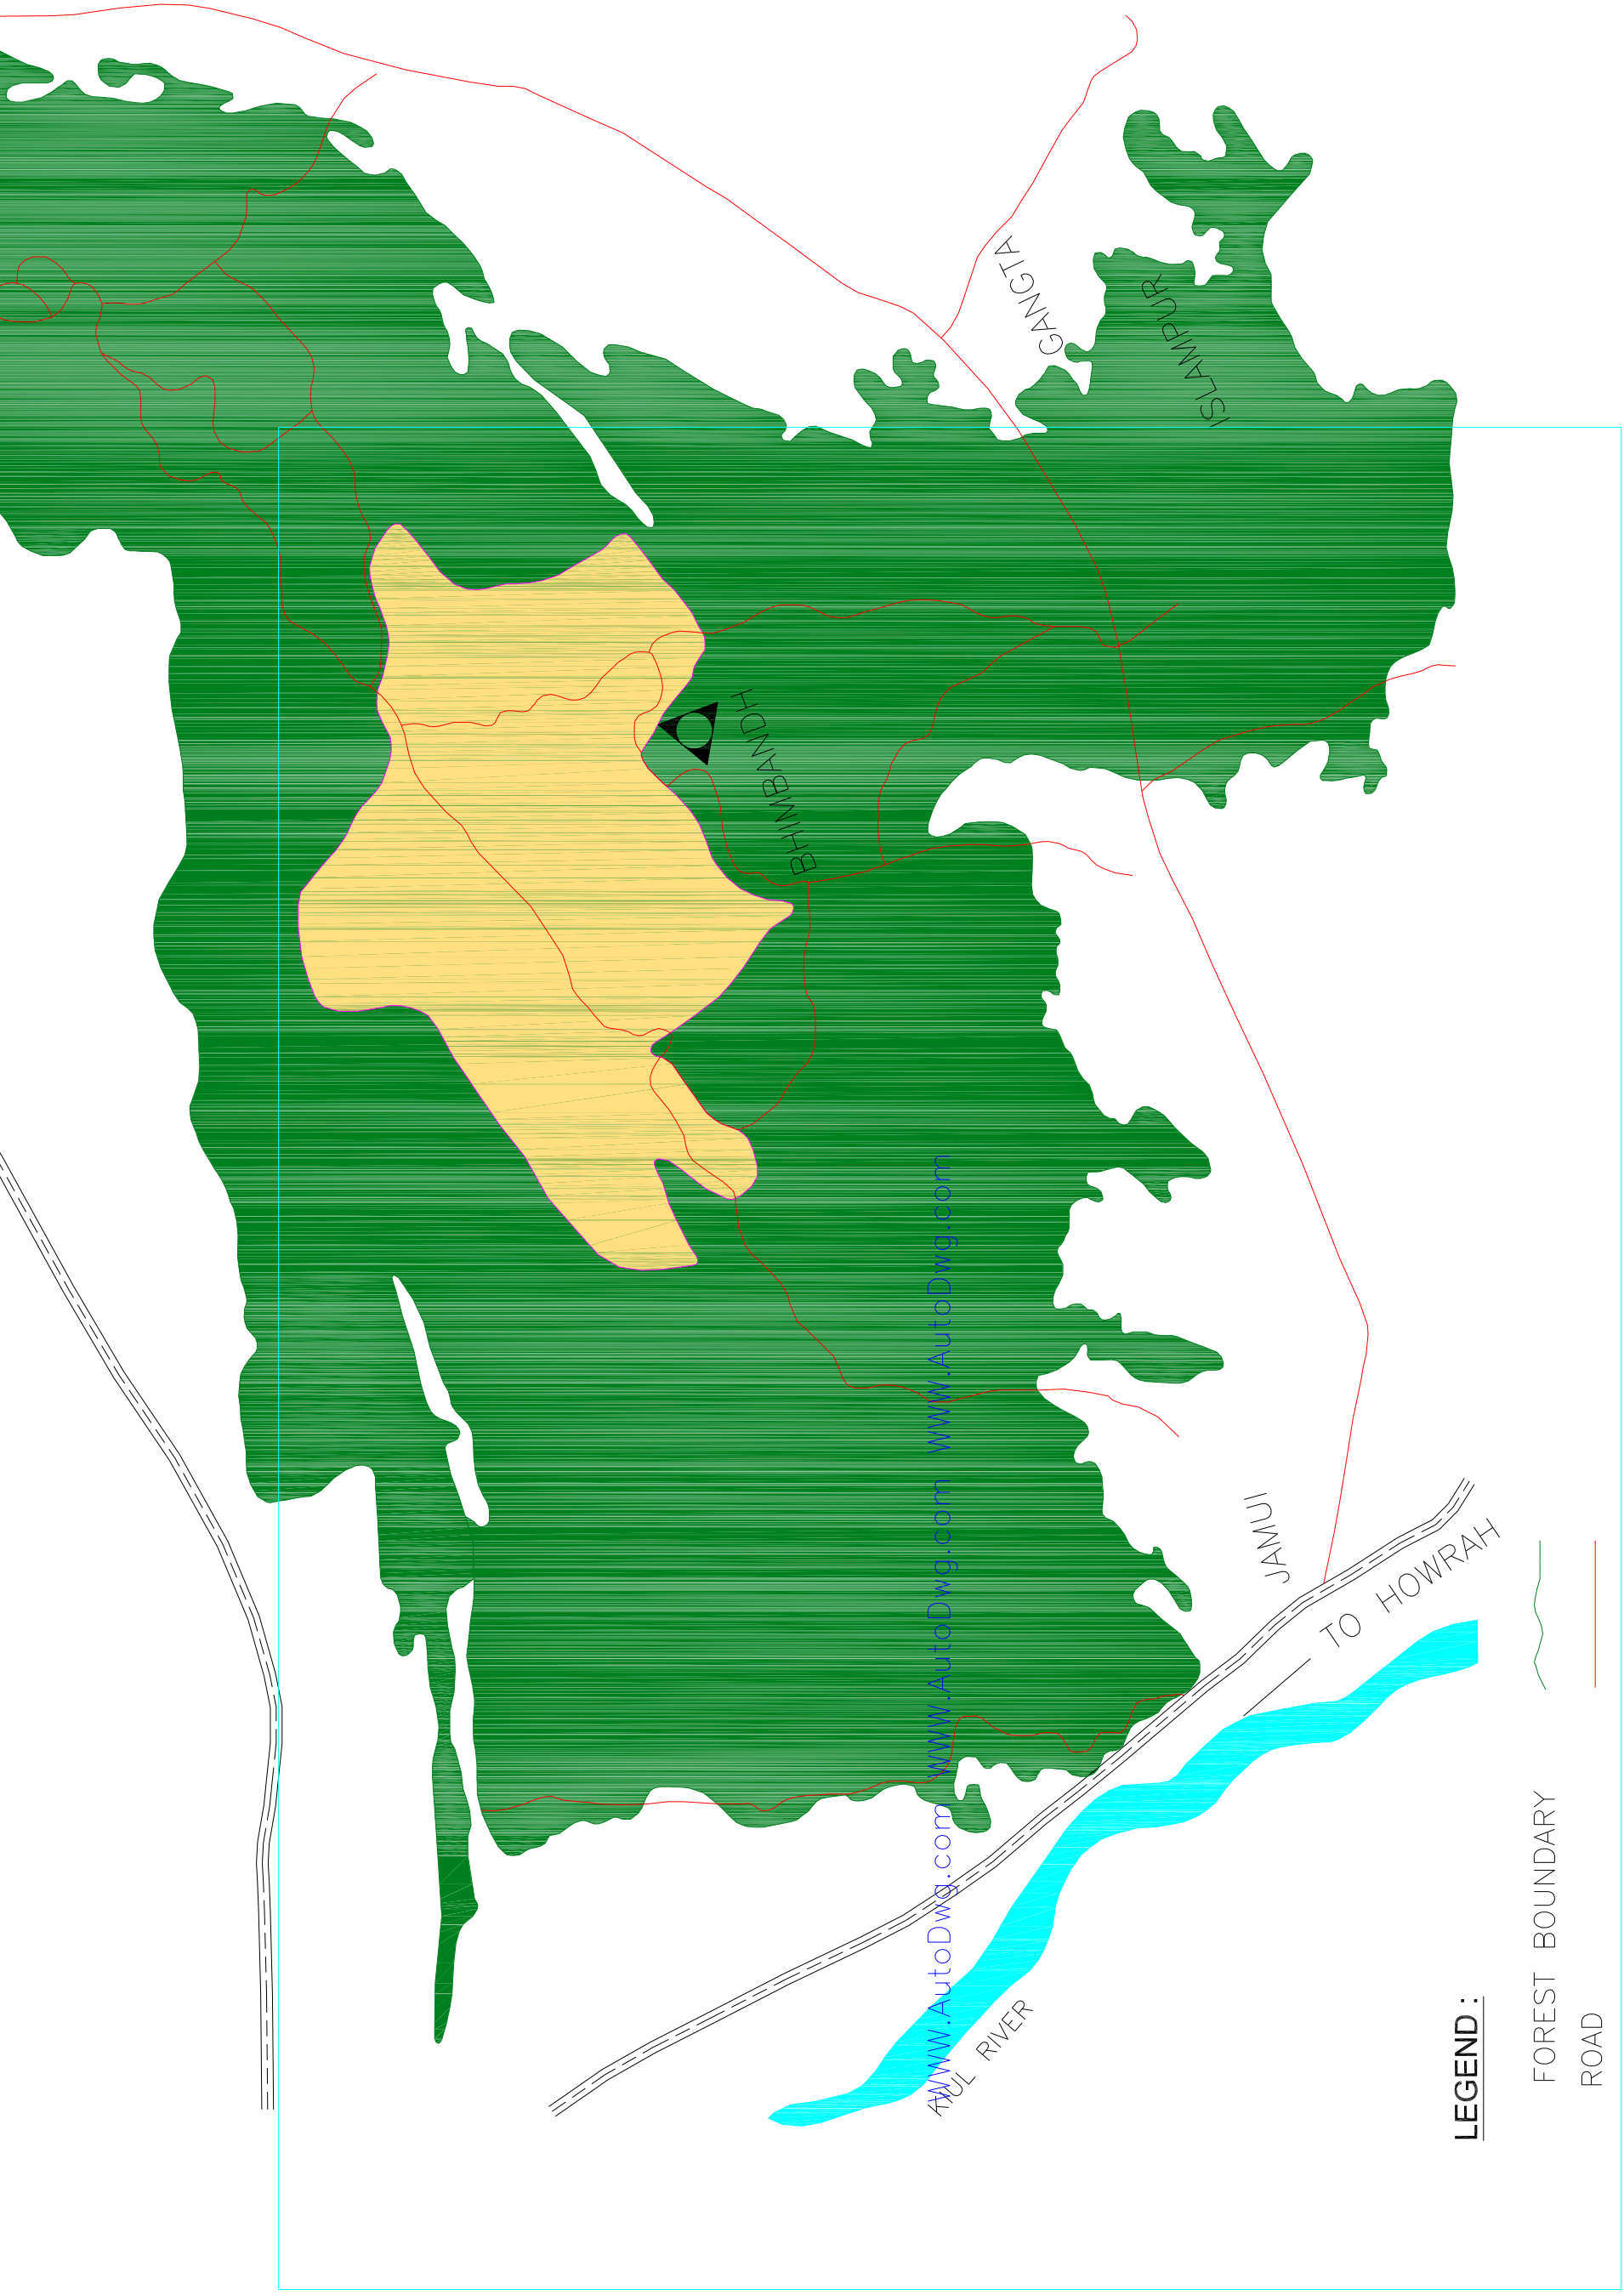 GANGTA
ISLAMPUR
BHIMBANDH
WWW.AutoDwg.com WWW.AutoDwg.com WWW.AutoDwg.com
JAMUI
TO HOWRAH
KIUL RIVER
LEGEND :
FOREST BOUNDARY
ROAD